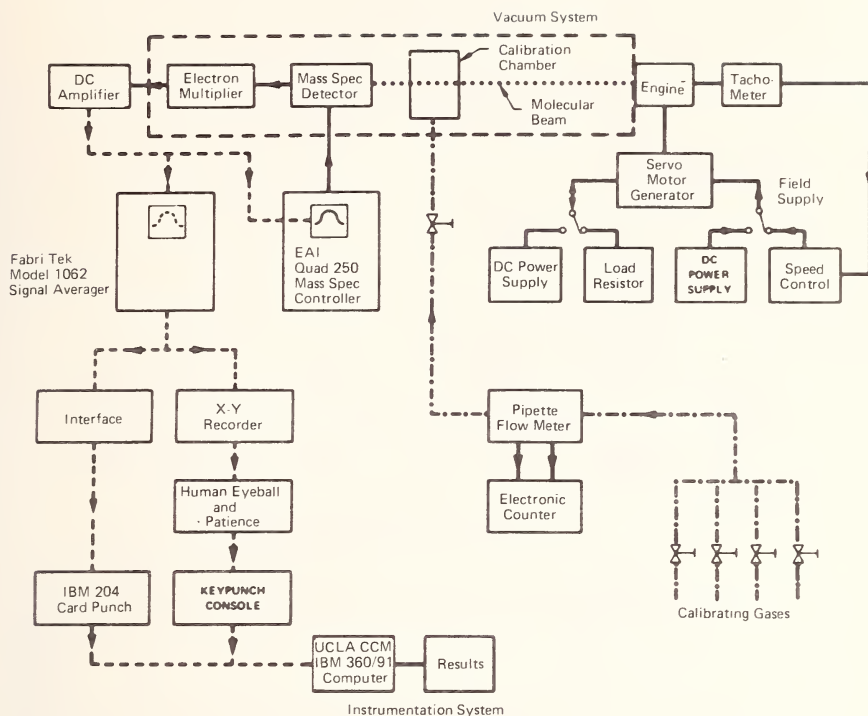 Vacuum System
DC
Amplifier
Electron
Multiplier
Mass Spec
Detector
Calibration
Chamber
Molecular
Beam
Engine
Tacho-
Meter
Servo
Motor
Generator
Field
Supply
DC Power
Supply
Load
Resistor
DC
POWER
SUPPLY
Speed
Control
Fabri Tek
Model 1062
Signal Averager
EAI
Quad 250
Mass Spec
Controller
Interface
X-Y
Recorder
Human Eyeball
and
Patience
IBM 204
Card Punch
KEYPUNCH
CONSOLE
Pipette
Flow Meter
Electronic
Counter
Calibrating Gases
UCLA CCM
IBM 360/91
Computer
Results
Instrumentation System